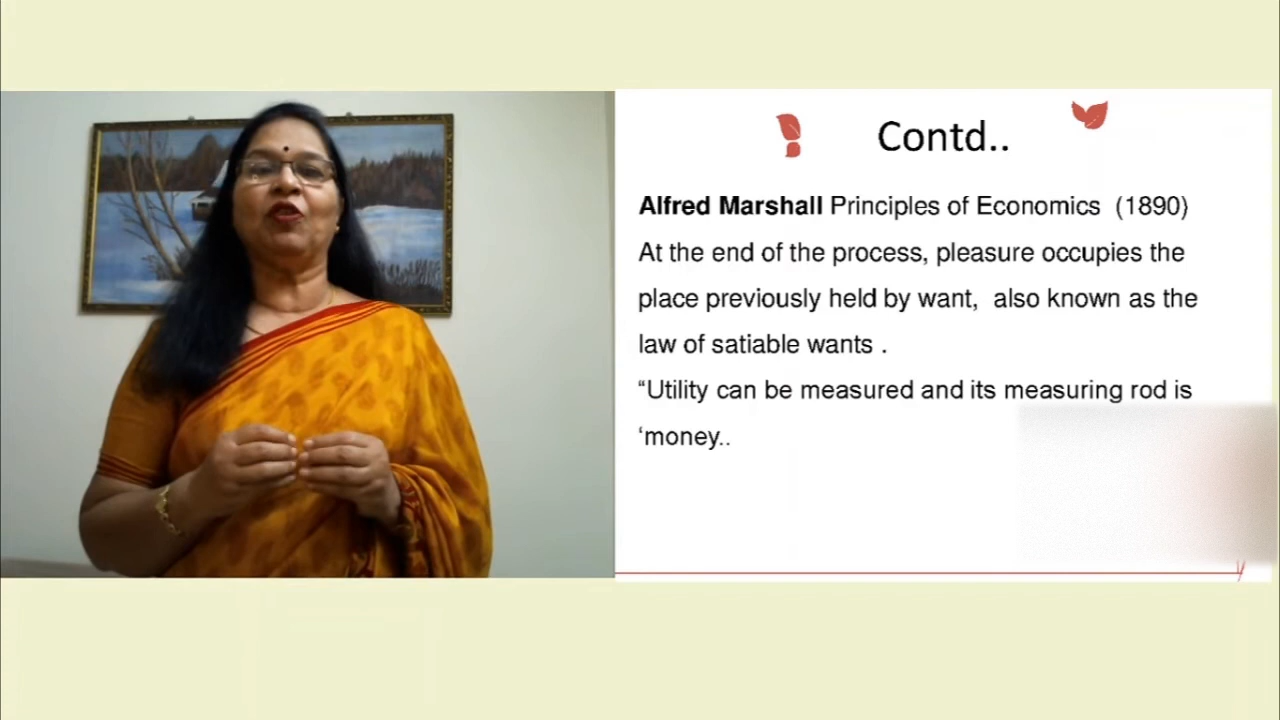 Contd..
Alfred Marshall Principles of Economics  (1890)
At the end of the process, pleasure occupies the
place previously held by want,  also known as the
law of satiable wants .
“Utility can be measured and its measuring rod is
‘money..